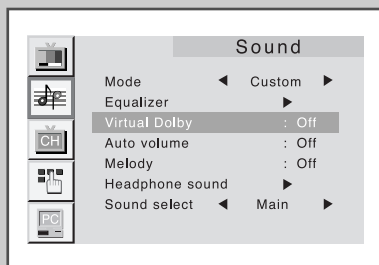 Sound
Mode ◀ Custom ▶
Equalizer ▶
Virtual Dolby : Off
Auto volume : Off
Melody : Off
Headphone sound ▶
Sound select ◀ Main ▶
CH
PC